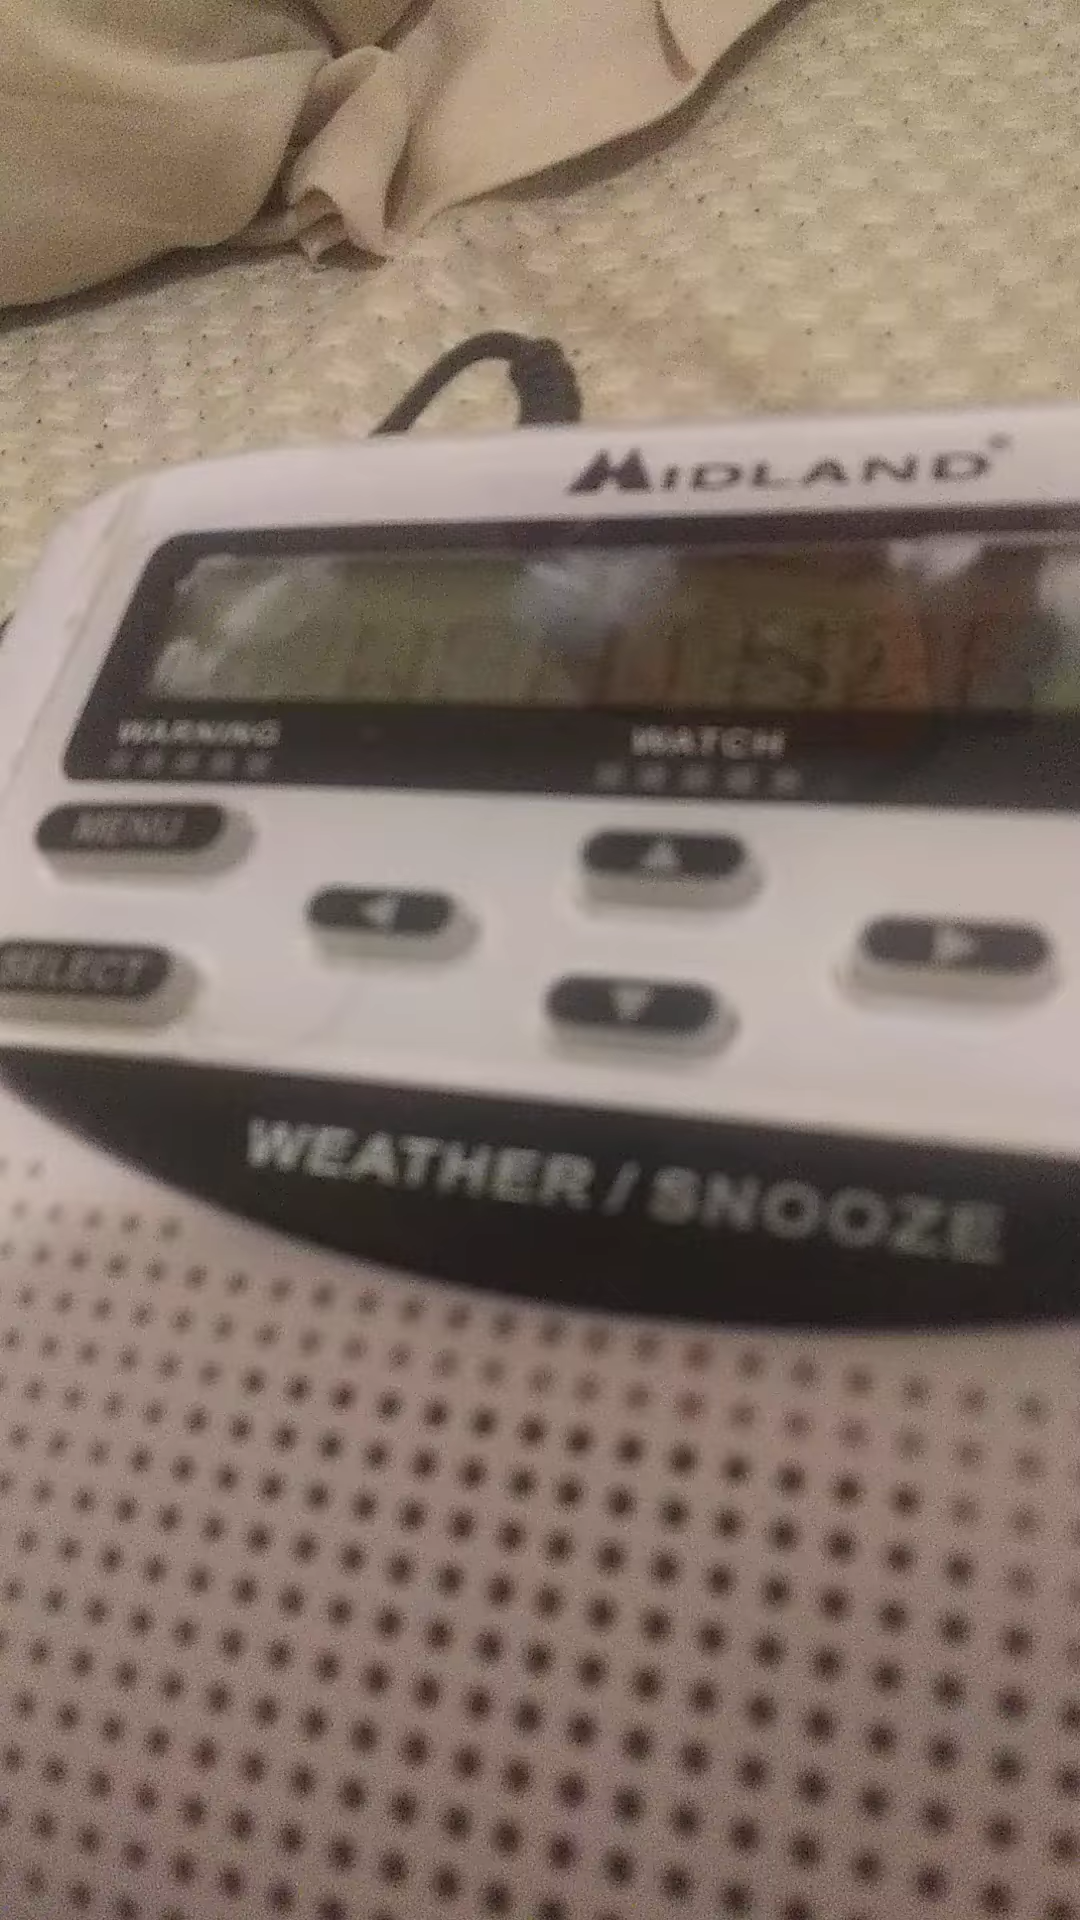 MIDLAND®
WARNING
WATCH
MENU
SELECT
WEATHER / SNOOZE